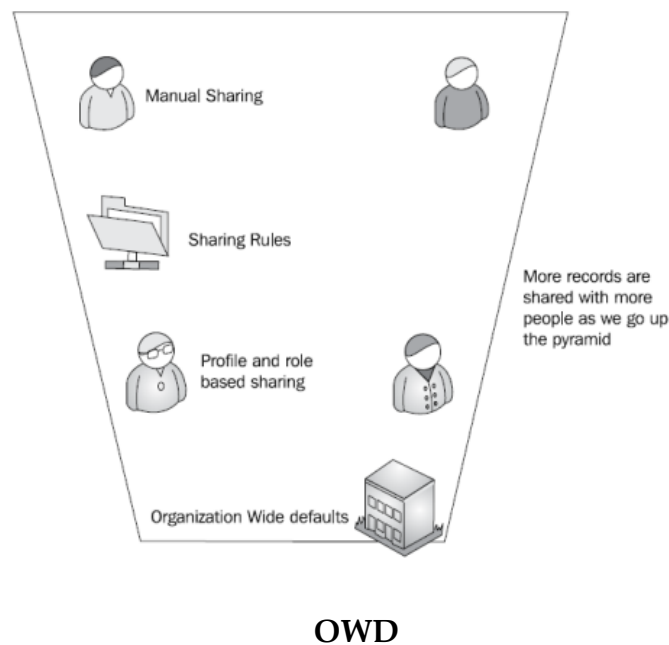 Manual Sharing
Sharing Rules
More records are
shared with more
people as we go up
the pyramid
Profile and role
based sharing
Organization Wide defaults
OWD